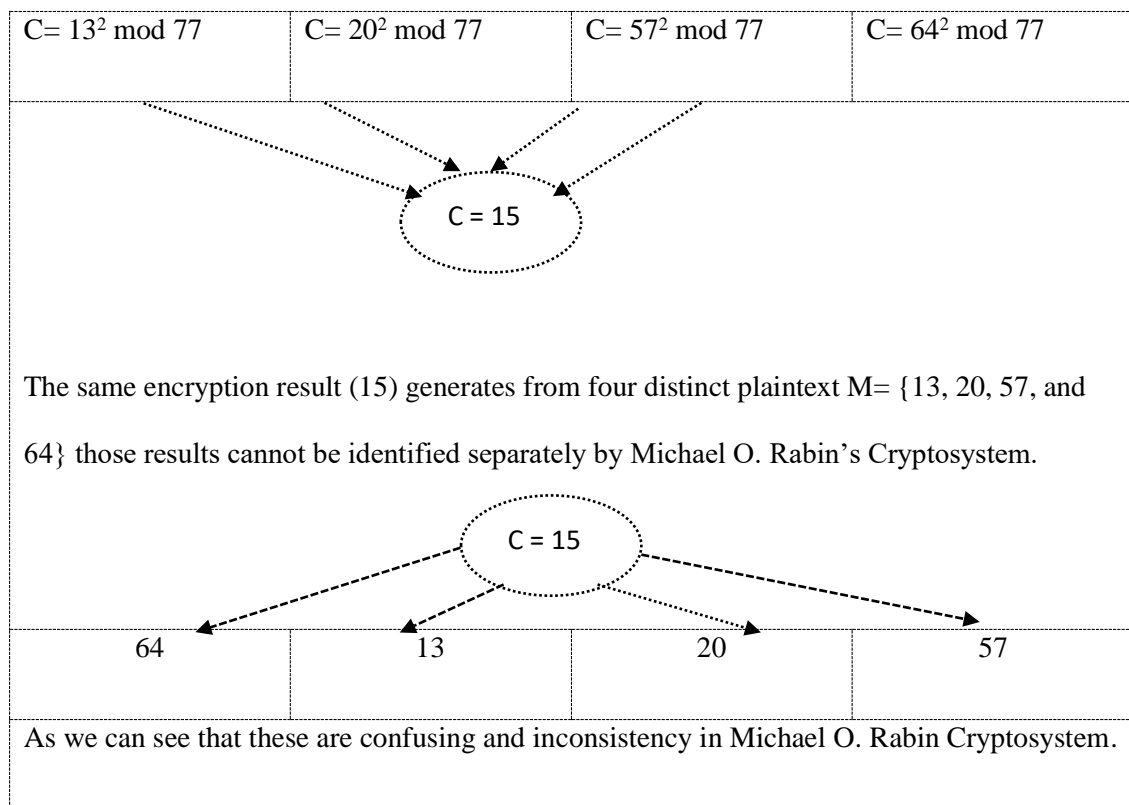 C= 13² mod 77 C= 20² mod 77 C= 57² mod 77 C= 64² mod 77
C = 15
The same encryption result (15) generates from four distinct plaintext M= {13, 20, 57, and
64} those results cannot be identified separately by Michael O. Rabin’s Cryptosystem.
C = 15
64 13 20 57
As we can see that these are confusing and inconsistency in Michael O. Rabin Cryptosystem.